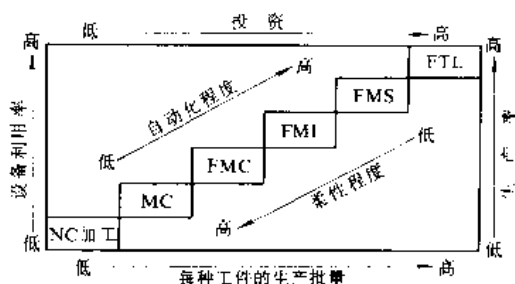 低 投 资 高
高 高
FTL
高
FMS
自动化程度
FMI
低
设备利用率
生产率
低
FMC
柔性程度
MC
高
NC加工
低 低
低 高
每种工件的生产批量